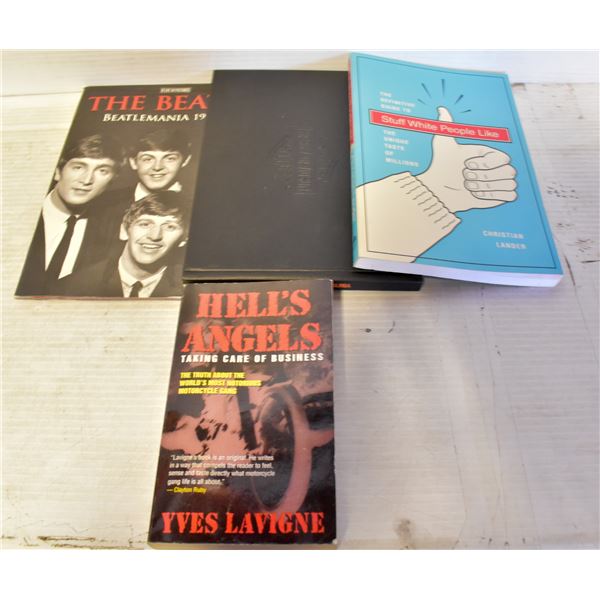 THE BEA
BEATLEMANIA 19
THE DEFINITIVE GUIDE TO
Stuff White People Like
THE UNIQUE TASTE OF MILLIONS
CHRISTIAN
LANDER
HELL'S
ANGELS
TAKING CARE OF BUSINESS
THE TRUTH ABOUT THE
WORLD'S MOST NOTORIOUS
MOTORCYCLE GANG
"Lavigne's book is an original. He writes
in a way that compels the reader to feel,
sense and taste directly what motorcycle
gang life is all about."
— Clayton Ruby
YVES LAVIGNE